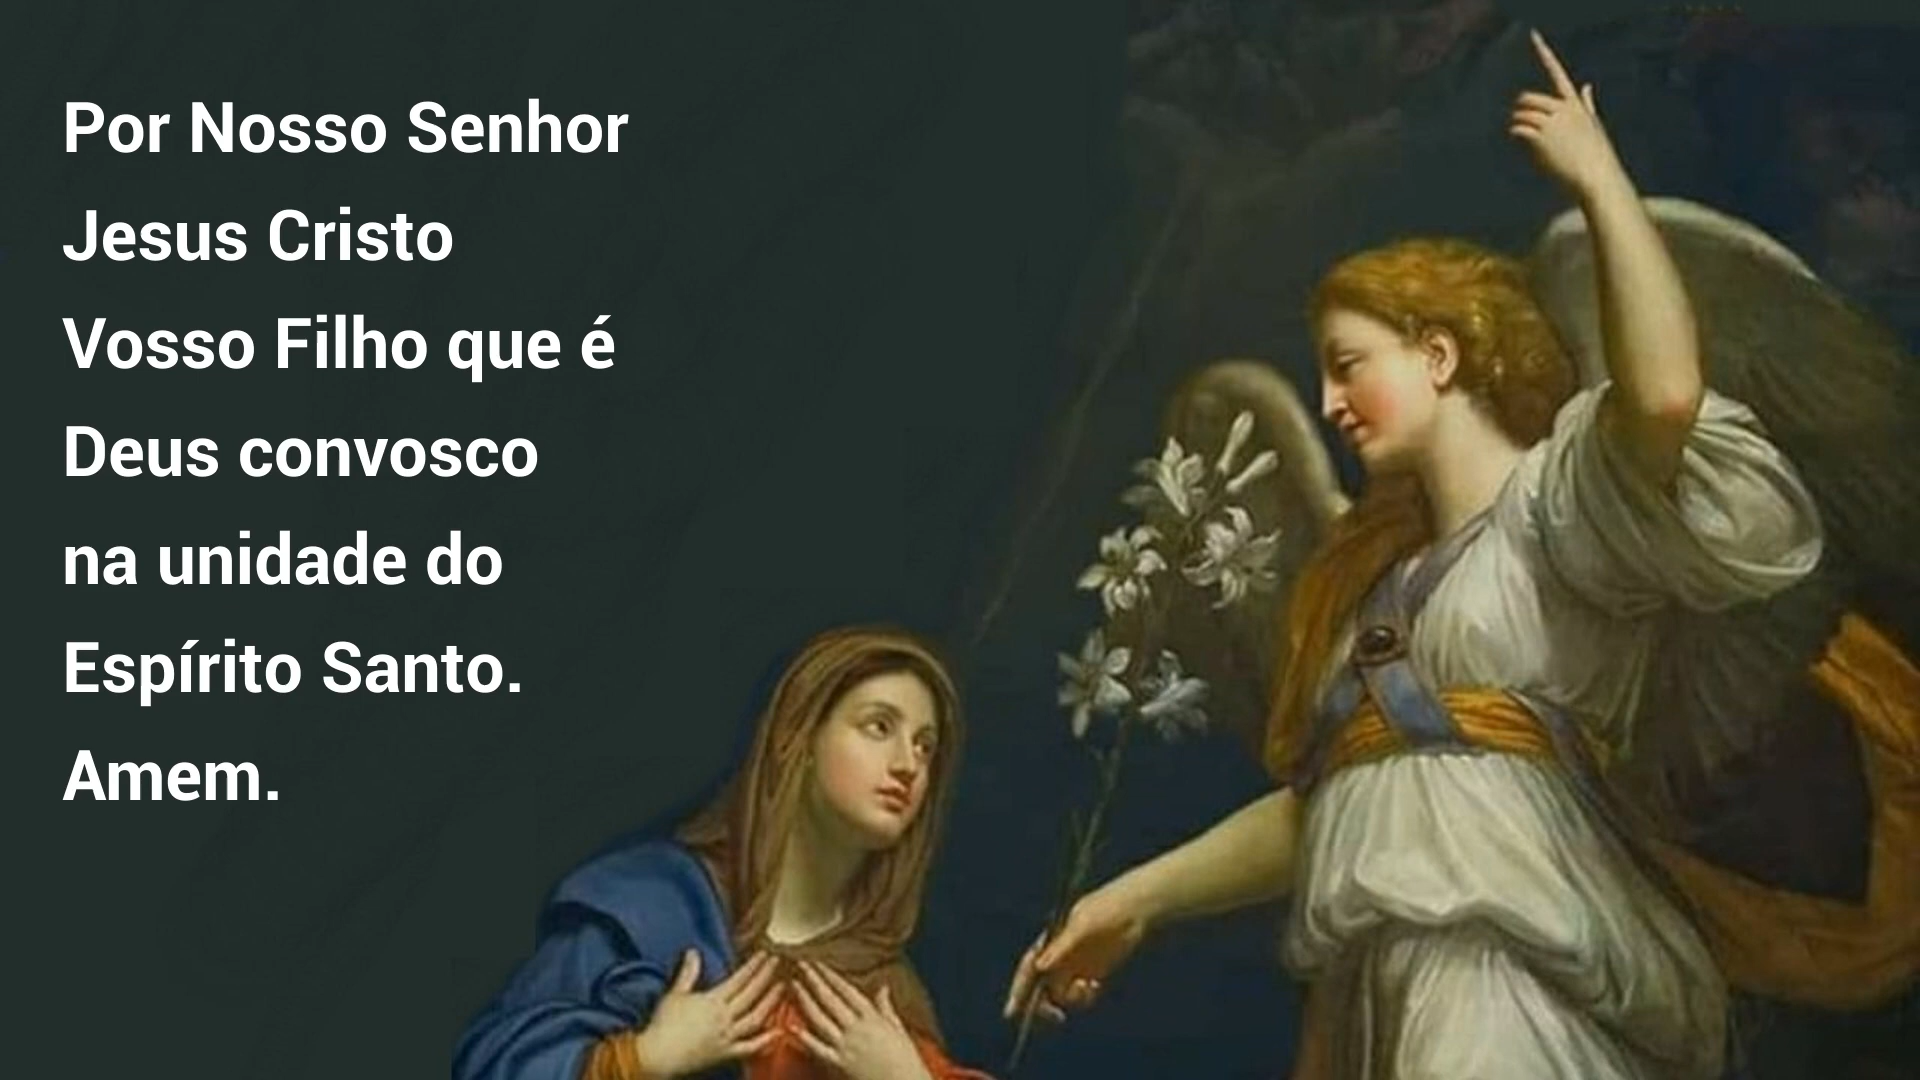 Por Nosso Senhor
Jesus Cristo
Vosso Filho que é
Deus convosco
na unidade do
Espírito Santo.
Amem.